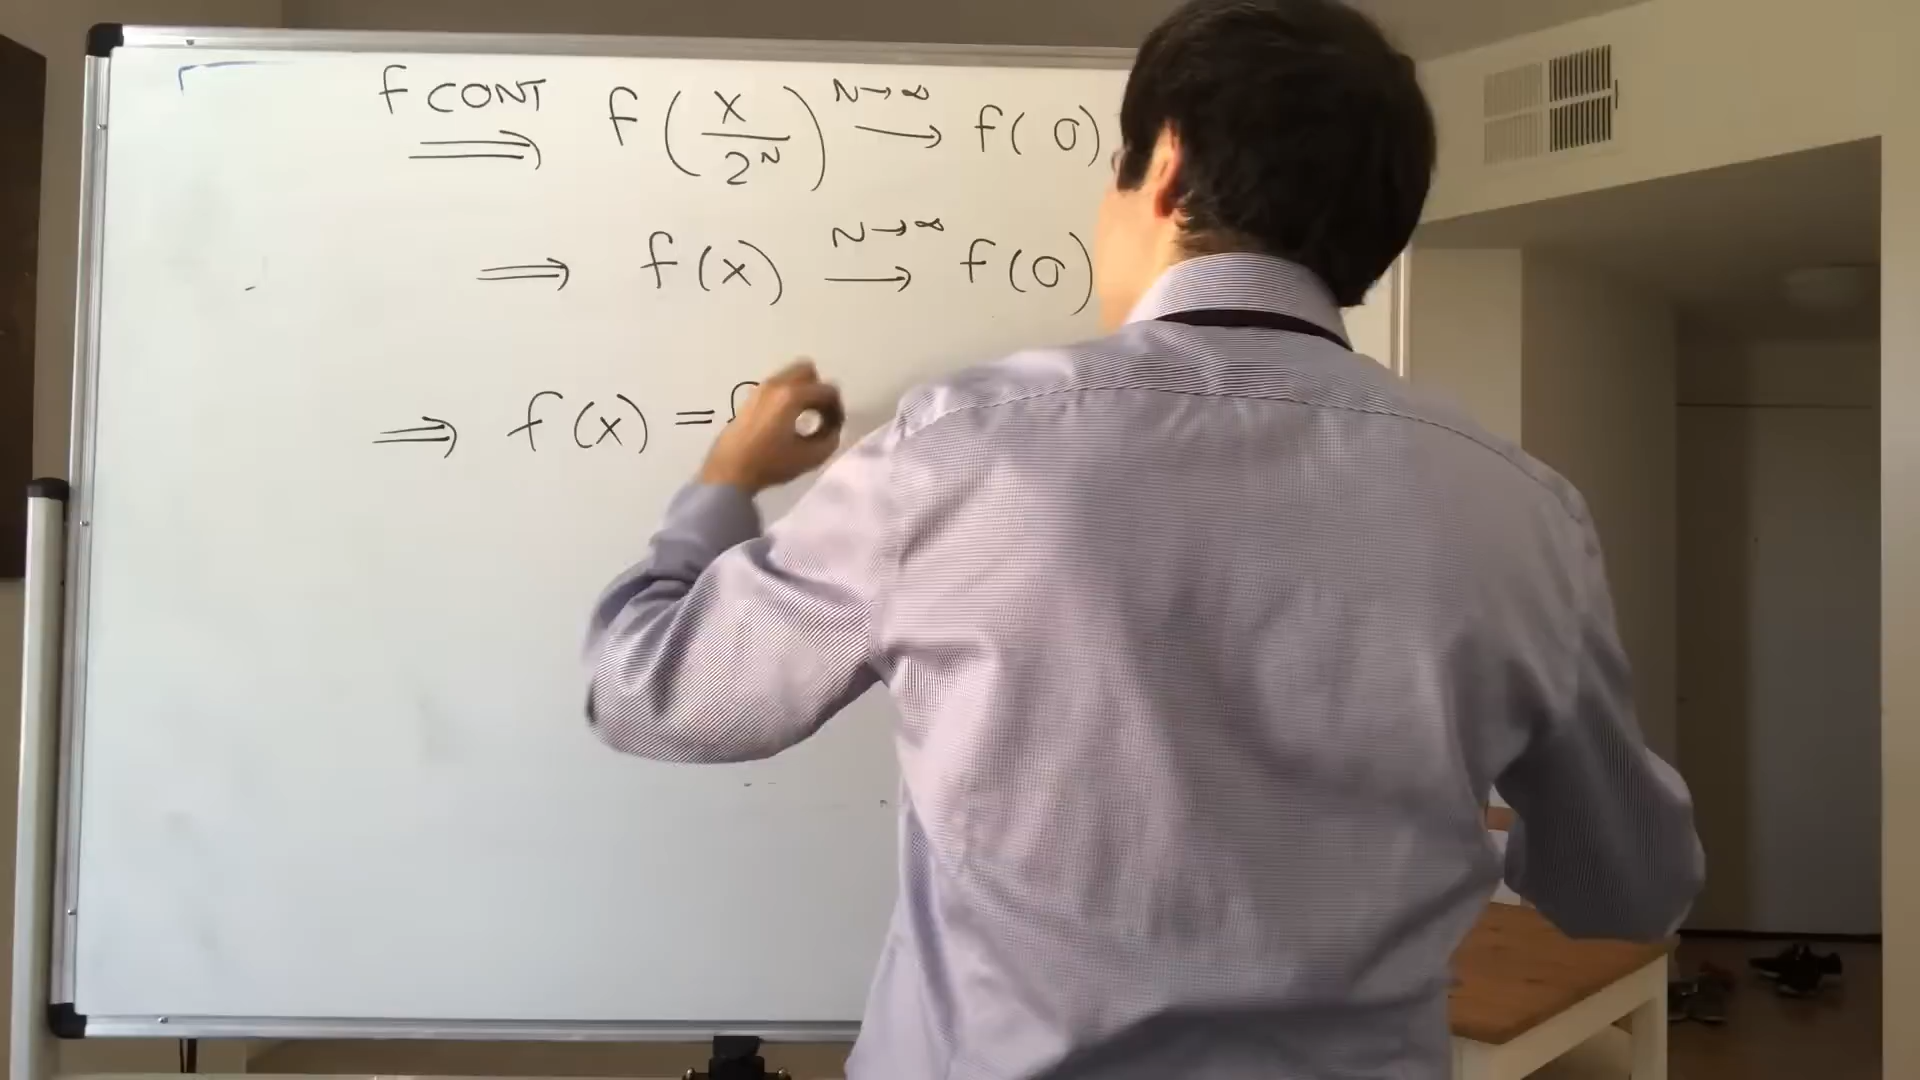 f CONT ⟹ f(x/2^N) N→∞ ⟶ f(0)
⟹ f(x) N→∞ ⟶ f(0)
⟹ f(x) = f